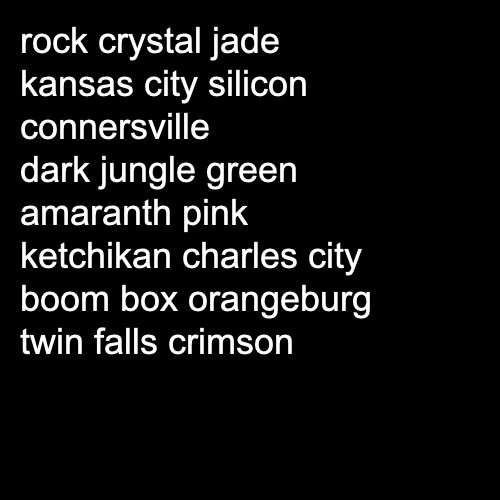 rock crystal jade
kansas city silicon
connersville
dark jungle green
amaranth pink
ketchikan charles city
boom box orangeburg
twin falls crimson